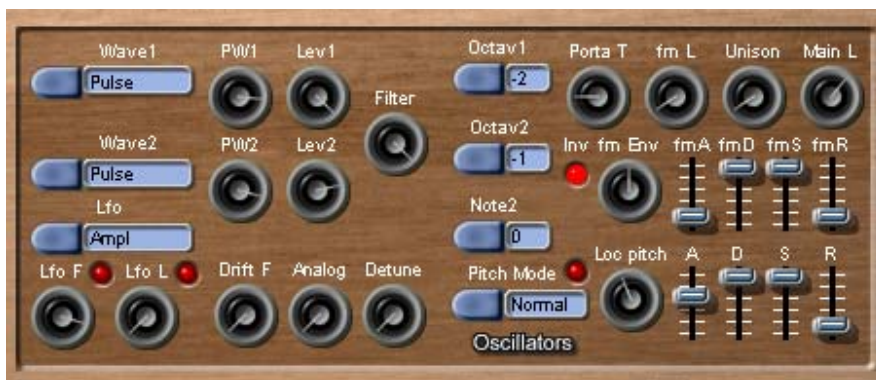 Wave1 PW1 Lev1 Octav1 Porta T fm L Unison Main L
Pulse -2
Filter
Wave2 PW2 Lev2 Octav2 Inv fm Env fmA fmD fmS fmR
Pulse -1
Lfo Note2
Ampl 0
Lfo F Lfo L Drift F Analog Detune Pitch Mode Loc pitch A D S R
Normal
Oscillators